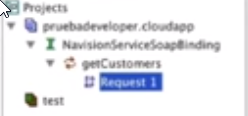 Projects
pruebadeveloper.cloudapp
NavisionServiceSoapBinding
getCustomers
Request 1
test